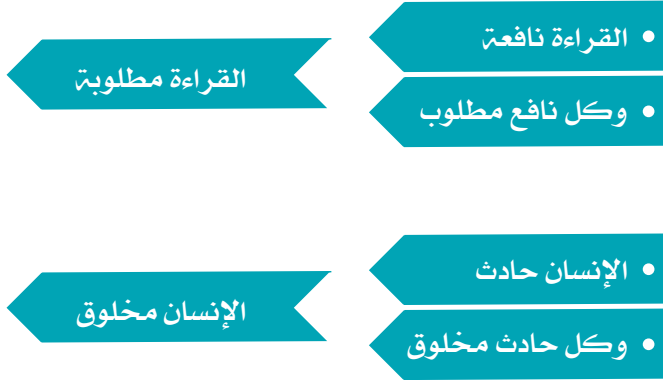 • القراءة نافعة
• وكل نافع مطلوب
القراءة مطلوبة
• الإنسان حادث
• وكل حادث مخلوق
الإنسان مخلوق